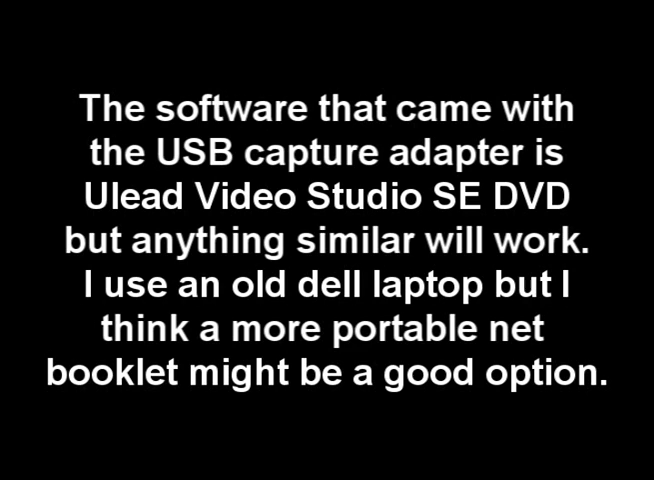 The software that came with
the USB capture adapter is
Ulead Video Studio SE DVD
but anything similar will work.
I use an old dell laptop but I
think a more portable net
booklet might be a good option.